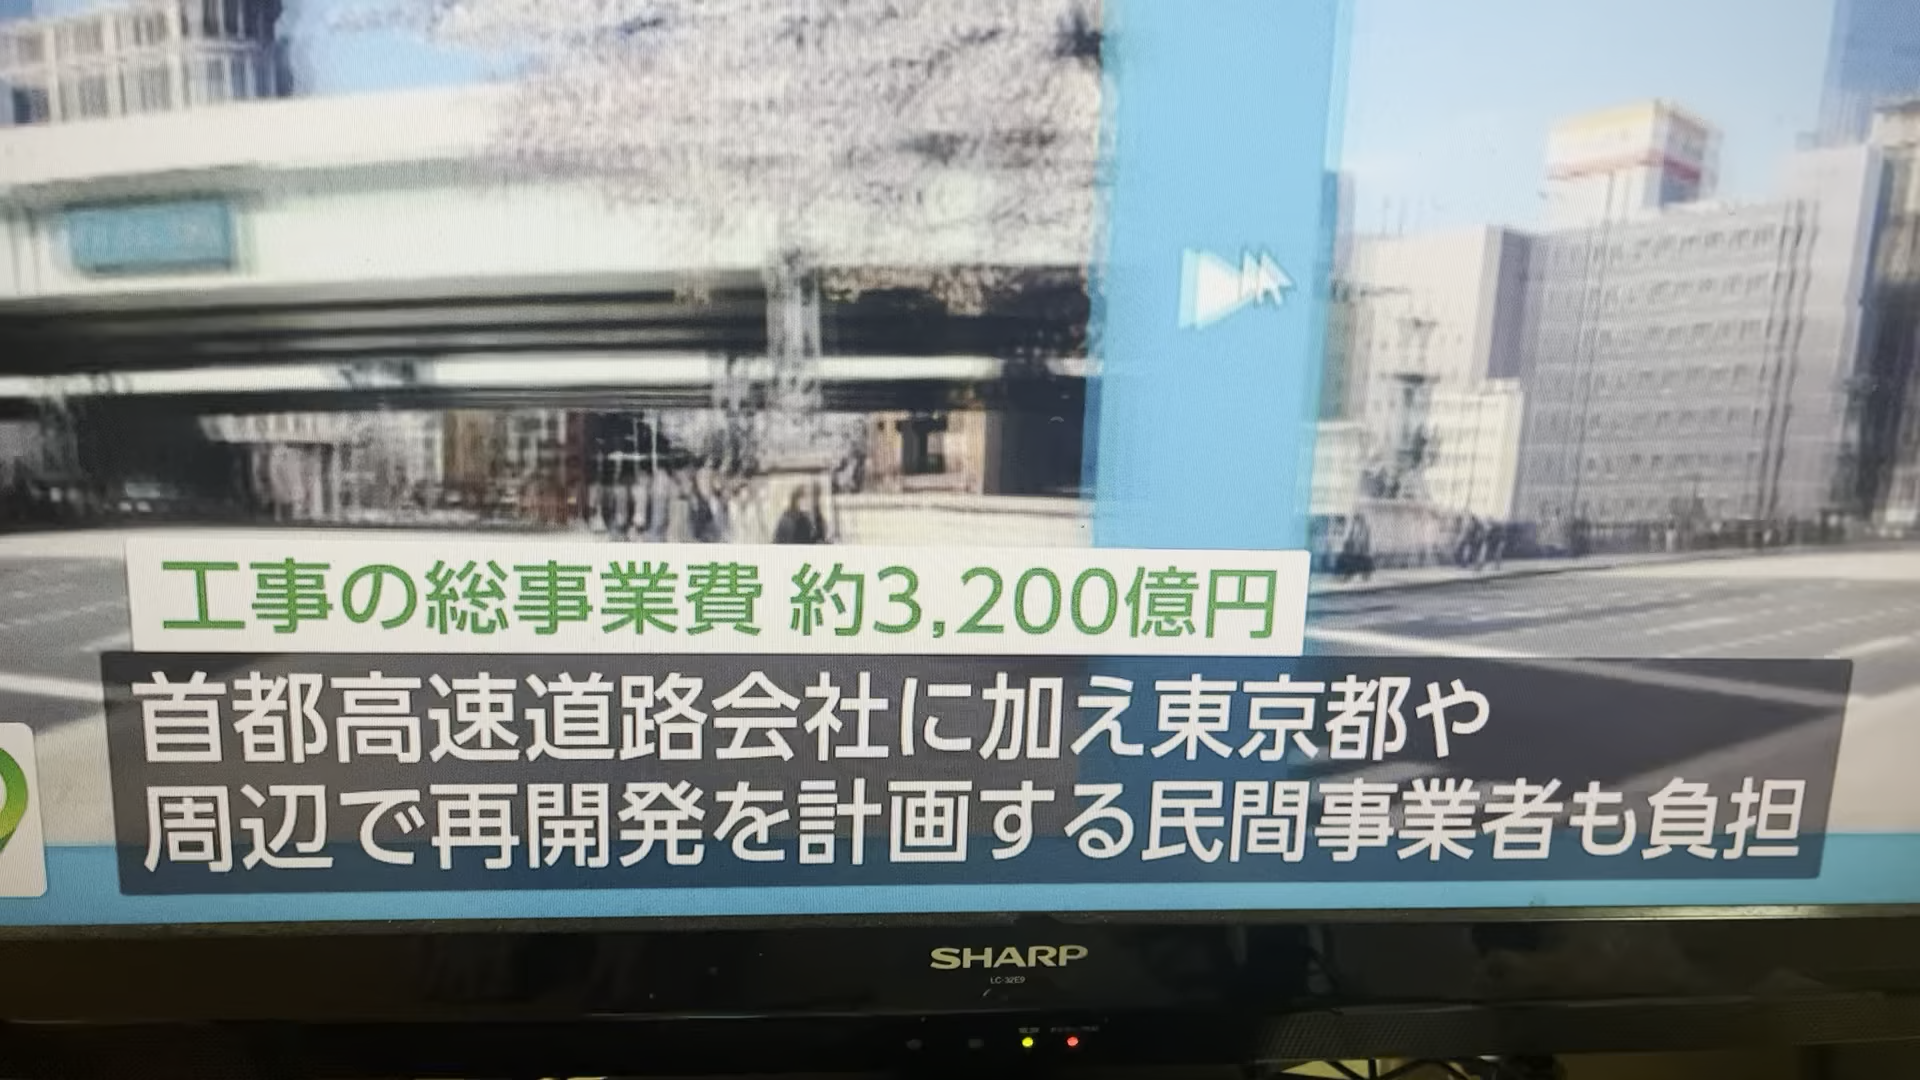 工事の総事業費 約3,200億円
首都高速道路会社に加え東京都や
周辺で再開発を計画する民間事業者も負担
SHARP
LC-32E9